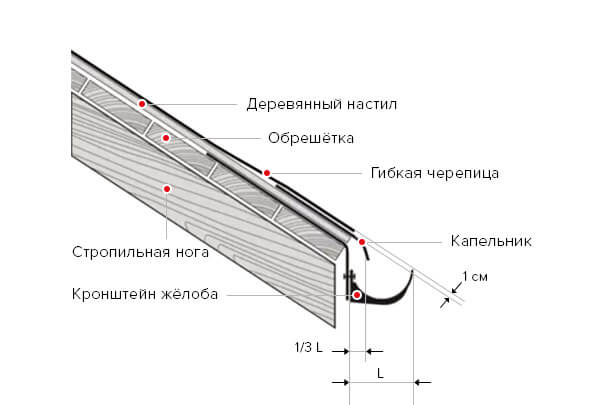 Деревянный настил
Обрешётка
Гибкая черепица
Капельник
Стропильная нога
1 см
Кронштейн жёлоба
1/3 L
L